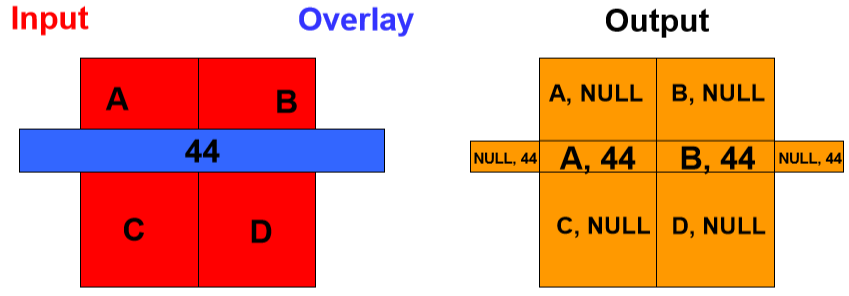 Input Overlay Output
A B
44
C D
A, NULL B, NULL
NULL, 44 A, 44 B, 44 NULL, 44
C, NULL D, NULL